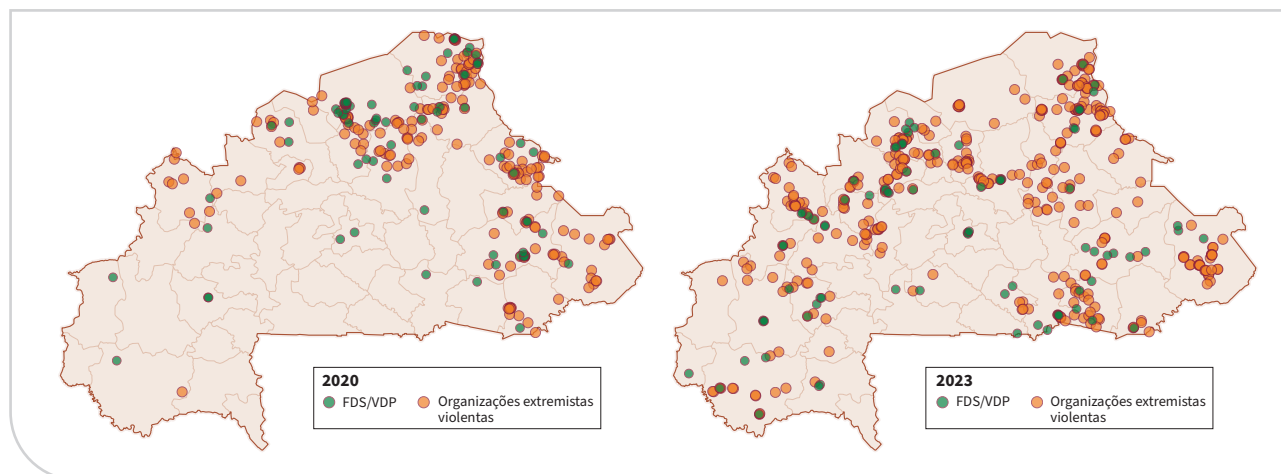 2020
FDS/VDP
Organizações extremistas
violentas
2023
FDS/VDP
Organizações extremistas
violentas